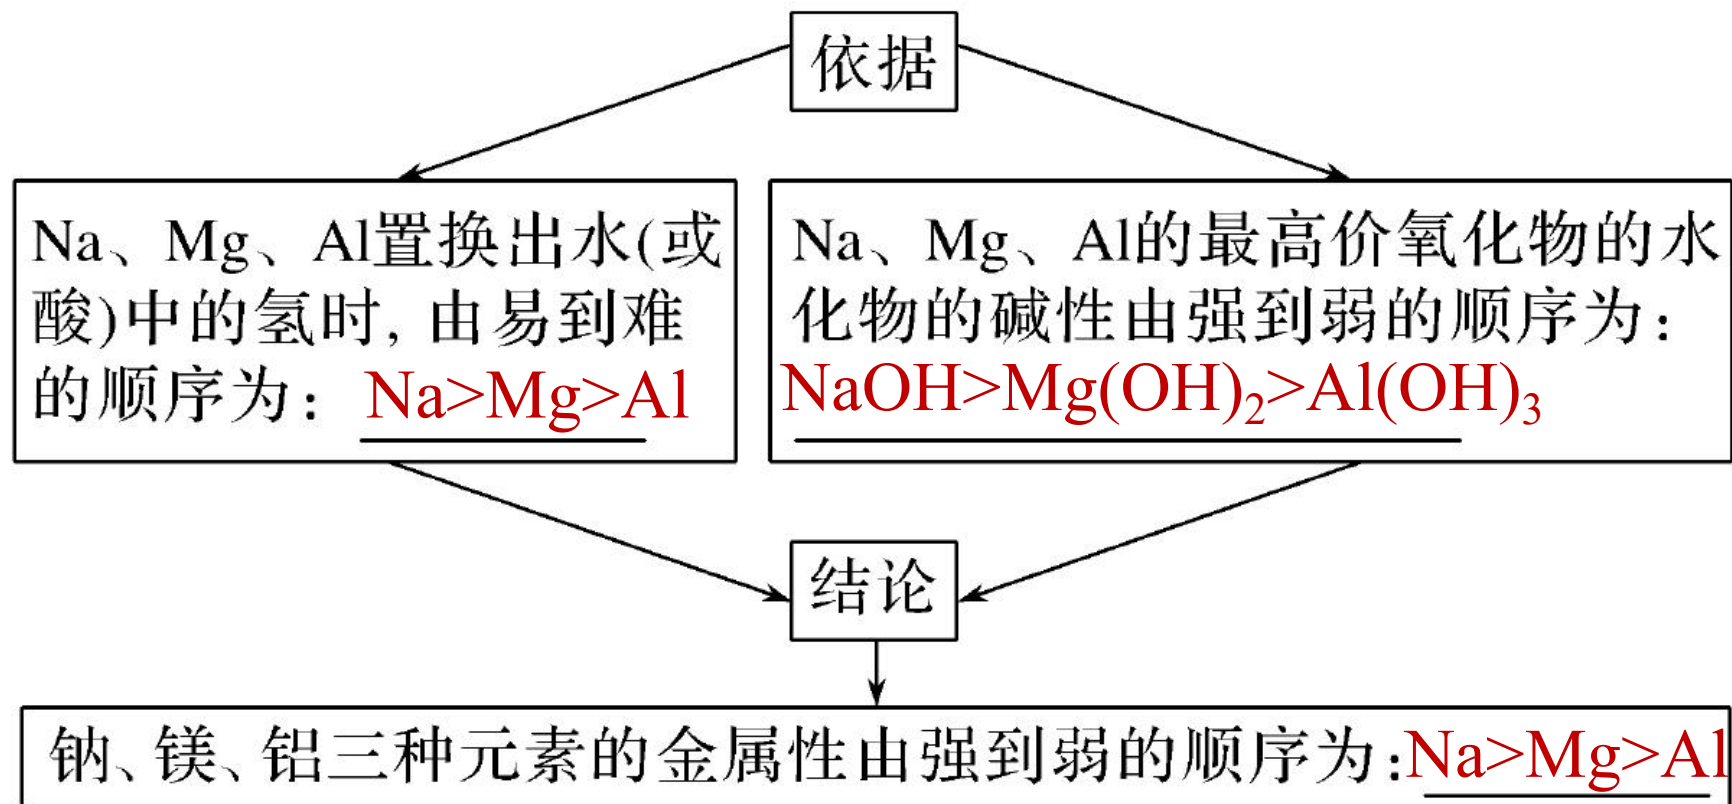 依据
Na、Mg、Al置换出水(或
酸)中的氢时, 由易到难
的顺序为：Na>Mg>Al
Na、Mg、Al的最高价氧化物的水
化物的碱性由强到弱的顺序为：
NaOH>Mg(OH)₂>Al(OH)₃
结论
钠、镁、铝三种元素的金属性由强到弱的顺序为:Na>Mg>Al